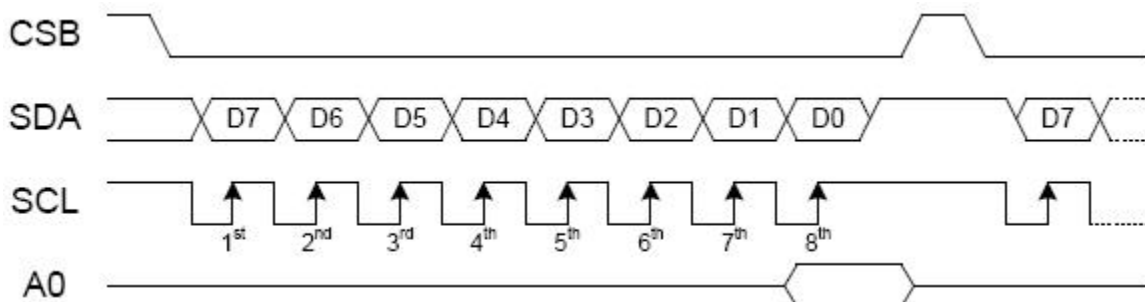 CSB
SDA D7 D6 D5 D4 D3 D2 D1 D0 D7
SCL
1st 2nd 3rd 4th 5th 6th 7th 8th
A0